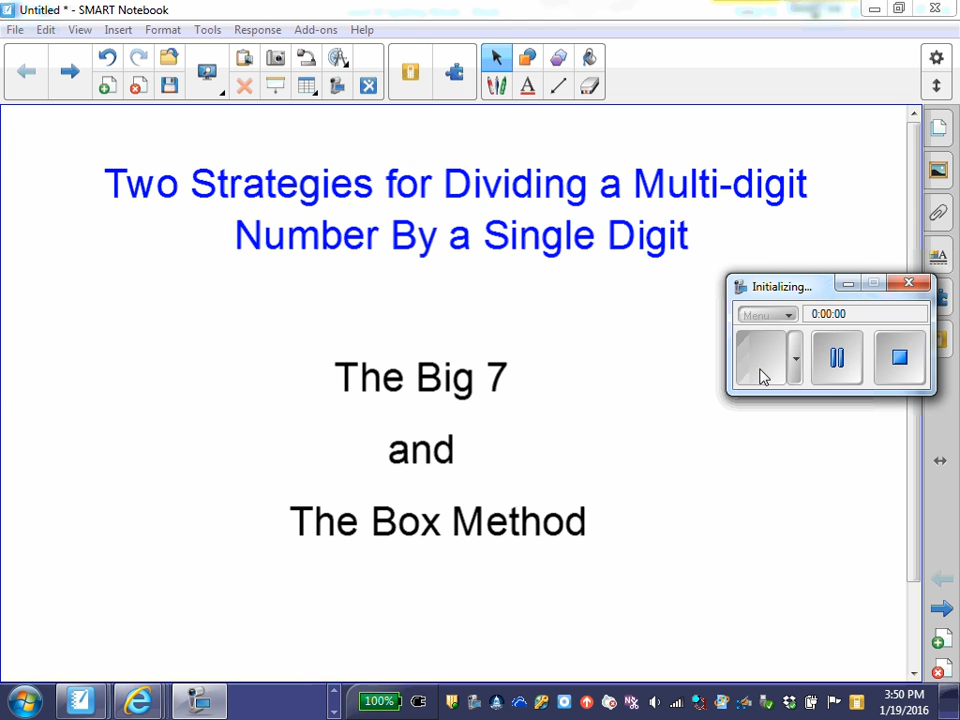 Untitled * - SMART Notebook
File Edit View Insert Format Tools Response Add-ons Help
Two Strategies for Dividing a Multi-digit
Number By a Single Digit
Initializing...
Menu 0:00:00
The Big 7
and
The Box Method
100%
3:50 PM
1/19/2016